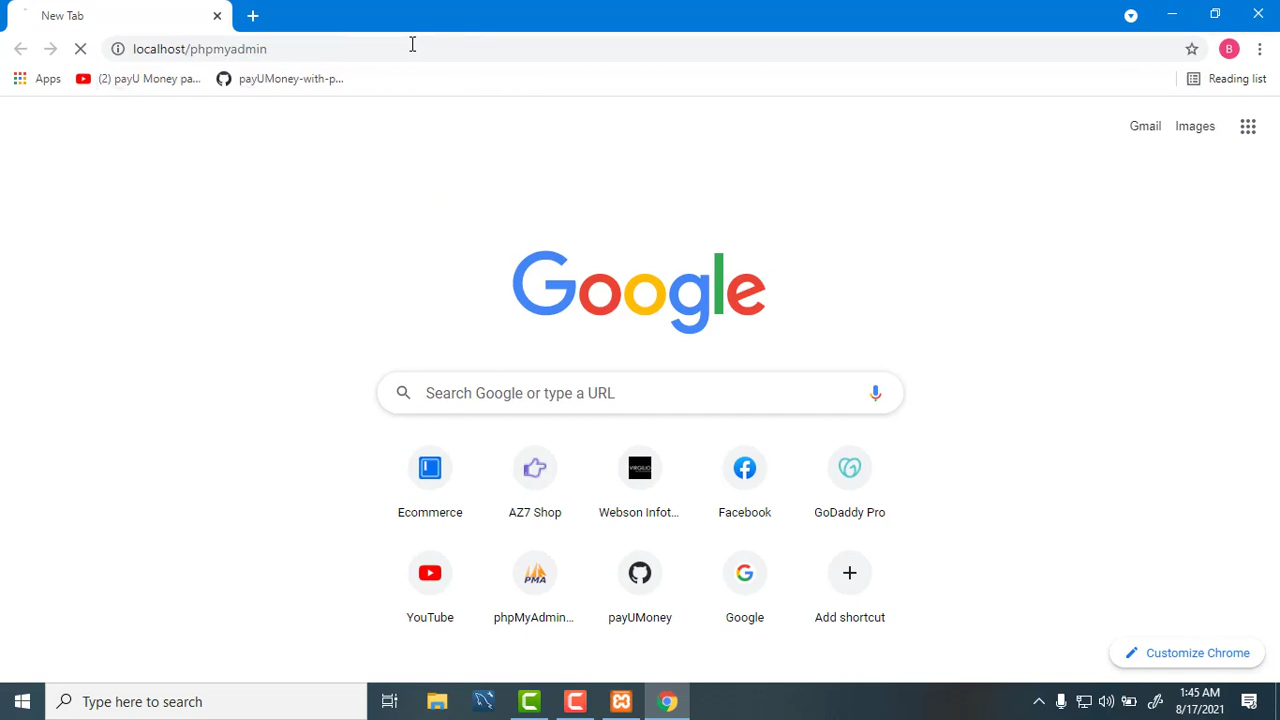 New Tab
localhost/phpmyadmin
B
Apps
(2) payU Money pa...
payUMoney-with-p...
Reading list
Gmail
Images
Google
Search Google or type a URL
VIRGILIO
Ecommerce
AZ7 Shop
Webson Infot...
Facebook
GoDaddy Pro
PMA
YouTube
phpMyAdmin...
payUMoney
Google
Add shortcut
Customize Chrome
Type here to search
1:45 AM
8/17/2021